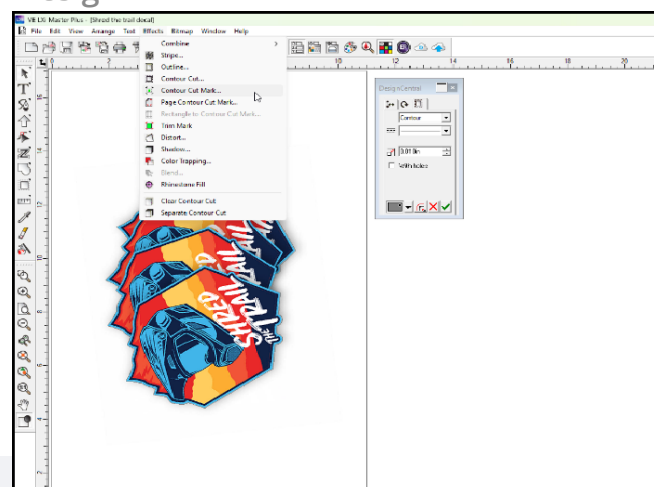 VE LXi Master Plus - [Shred the trail decal]
File Edit View Arrange Text Effects Bitmap Window Help
Combine
Stripe...
Outline...
Contour Cut...
Contour Cut Mark...
Page Contour Cut Mark...
Rectangle to Contour Cut Mark...
Trim Mark
Distort...
Shadow...
Color Trapping...
Blend...
Rhinestone Fill
Clear Contour Cut
Separate Contour Cut
DesignCentral
Contour
0.010in
With holes
SHRED
THE TRAIL